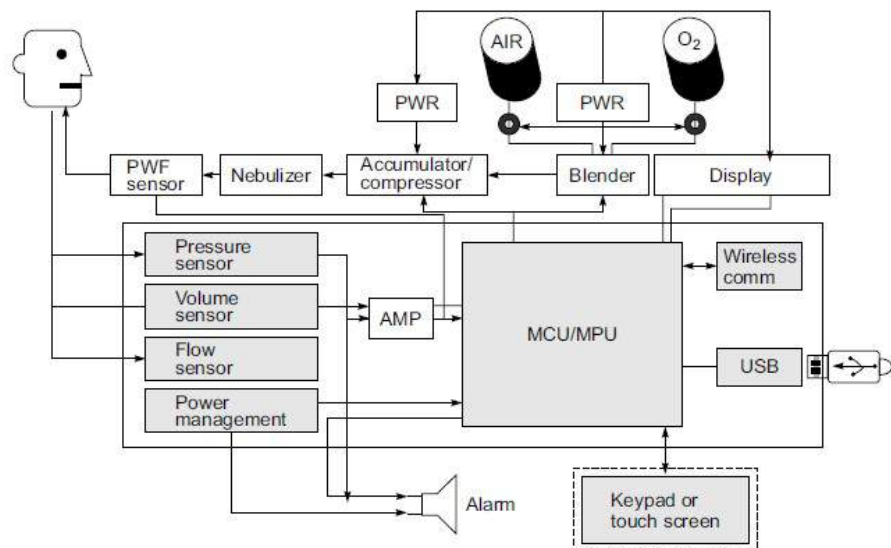 AIR
O2
PWR
PWR
PWF
sensor
Nebulizer
Accumulator/
compressor
Blender
Display
Pressure
sensor
Volume
sensor
Flow
sensor
Power
management
AMP
MCU/MPU
Wireless
comm
USB
Alarm
Keypad or
touch screen